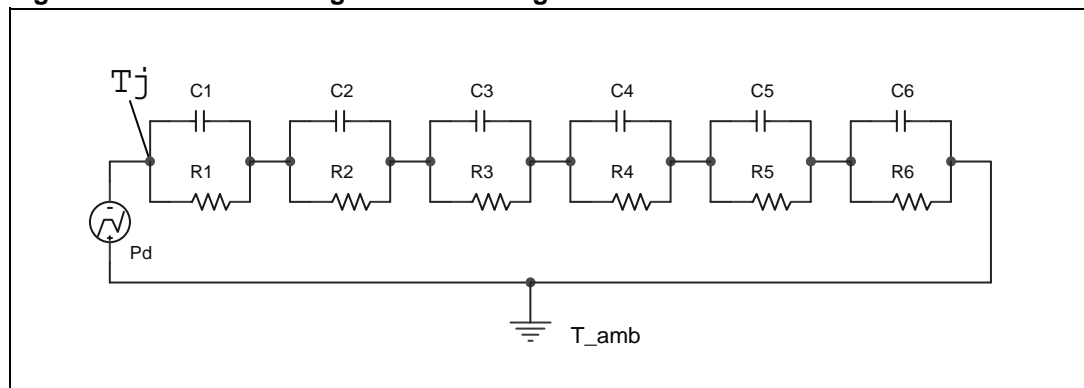 Tj
C1 C2 C3 C4 C5 C6
R1 R2 R3 R4 R5 R6
-
+
Pd
T_amb